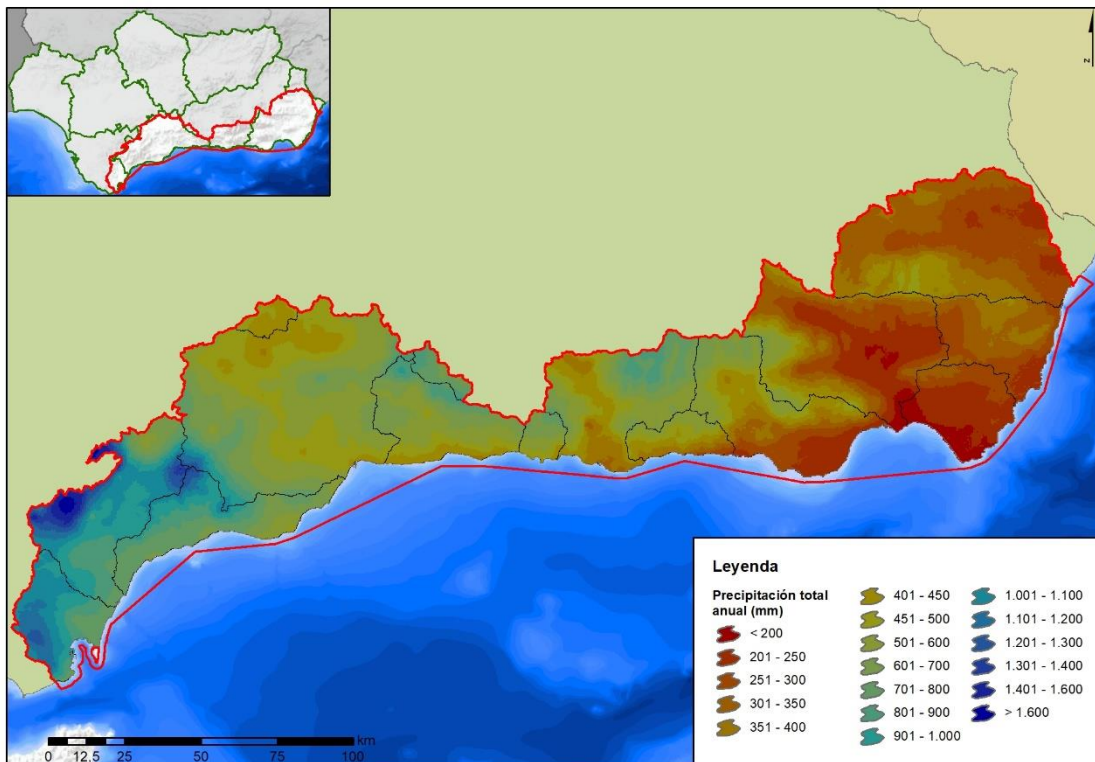 z
Leyenda
Precipitación total
anual (mm)
< 200
201 - 250
251 - 300
301 - 350
351 - 400
401 - 450
451 - 500
501 - 600
601 - 700
701 - 800
801 - 900
901 - 1.000
1.001 - 1.100
1.101 - 1.200
1.201 - 1.300
1.301 - 1.400
1.401 - 1.600
> 1.600
km
0 12.5 25 50 75 100